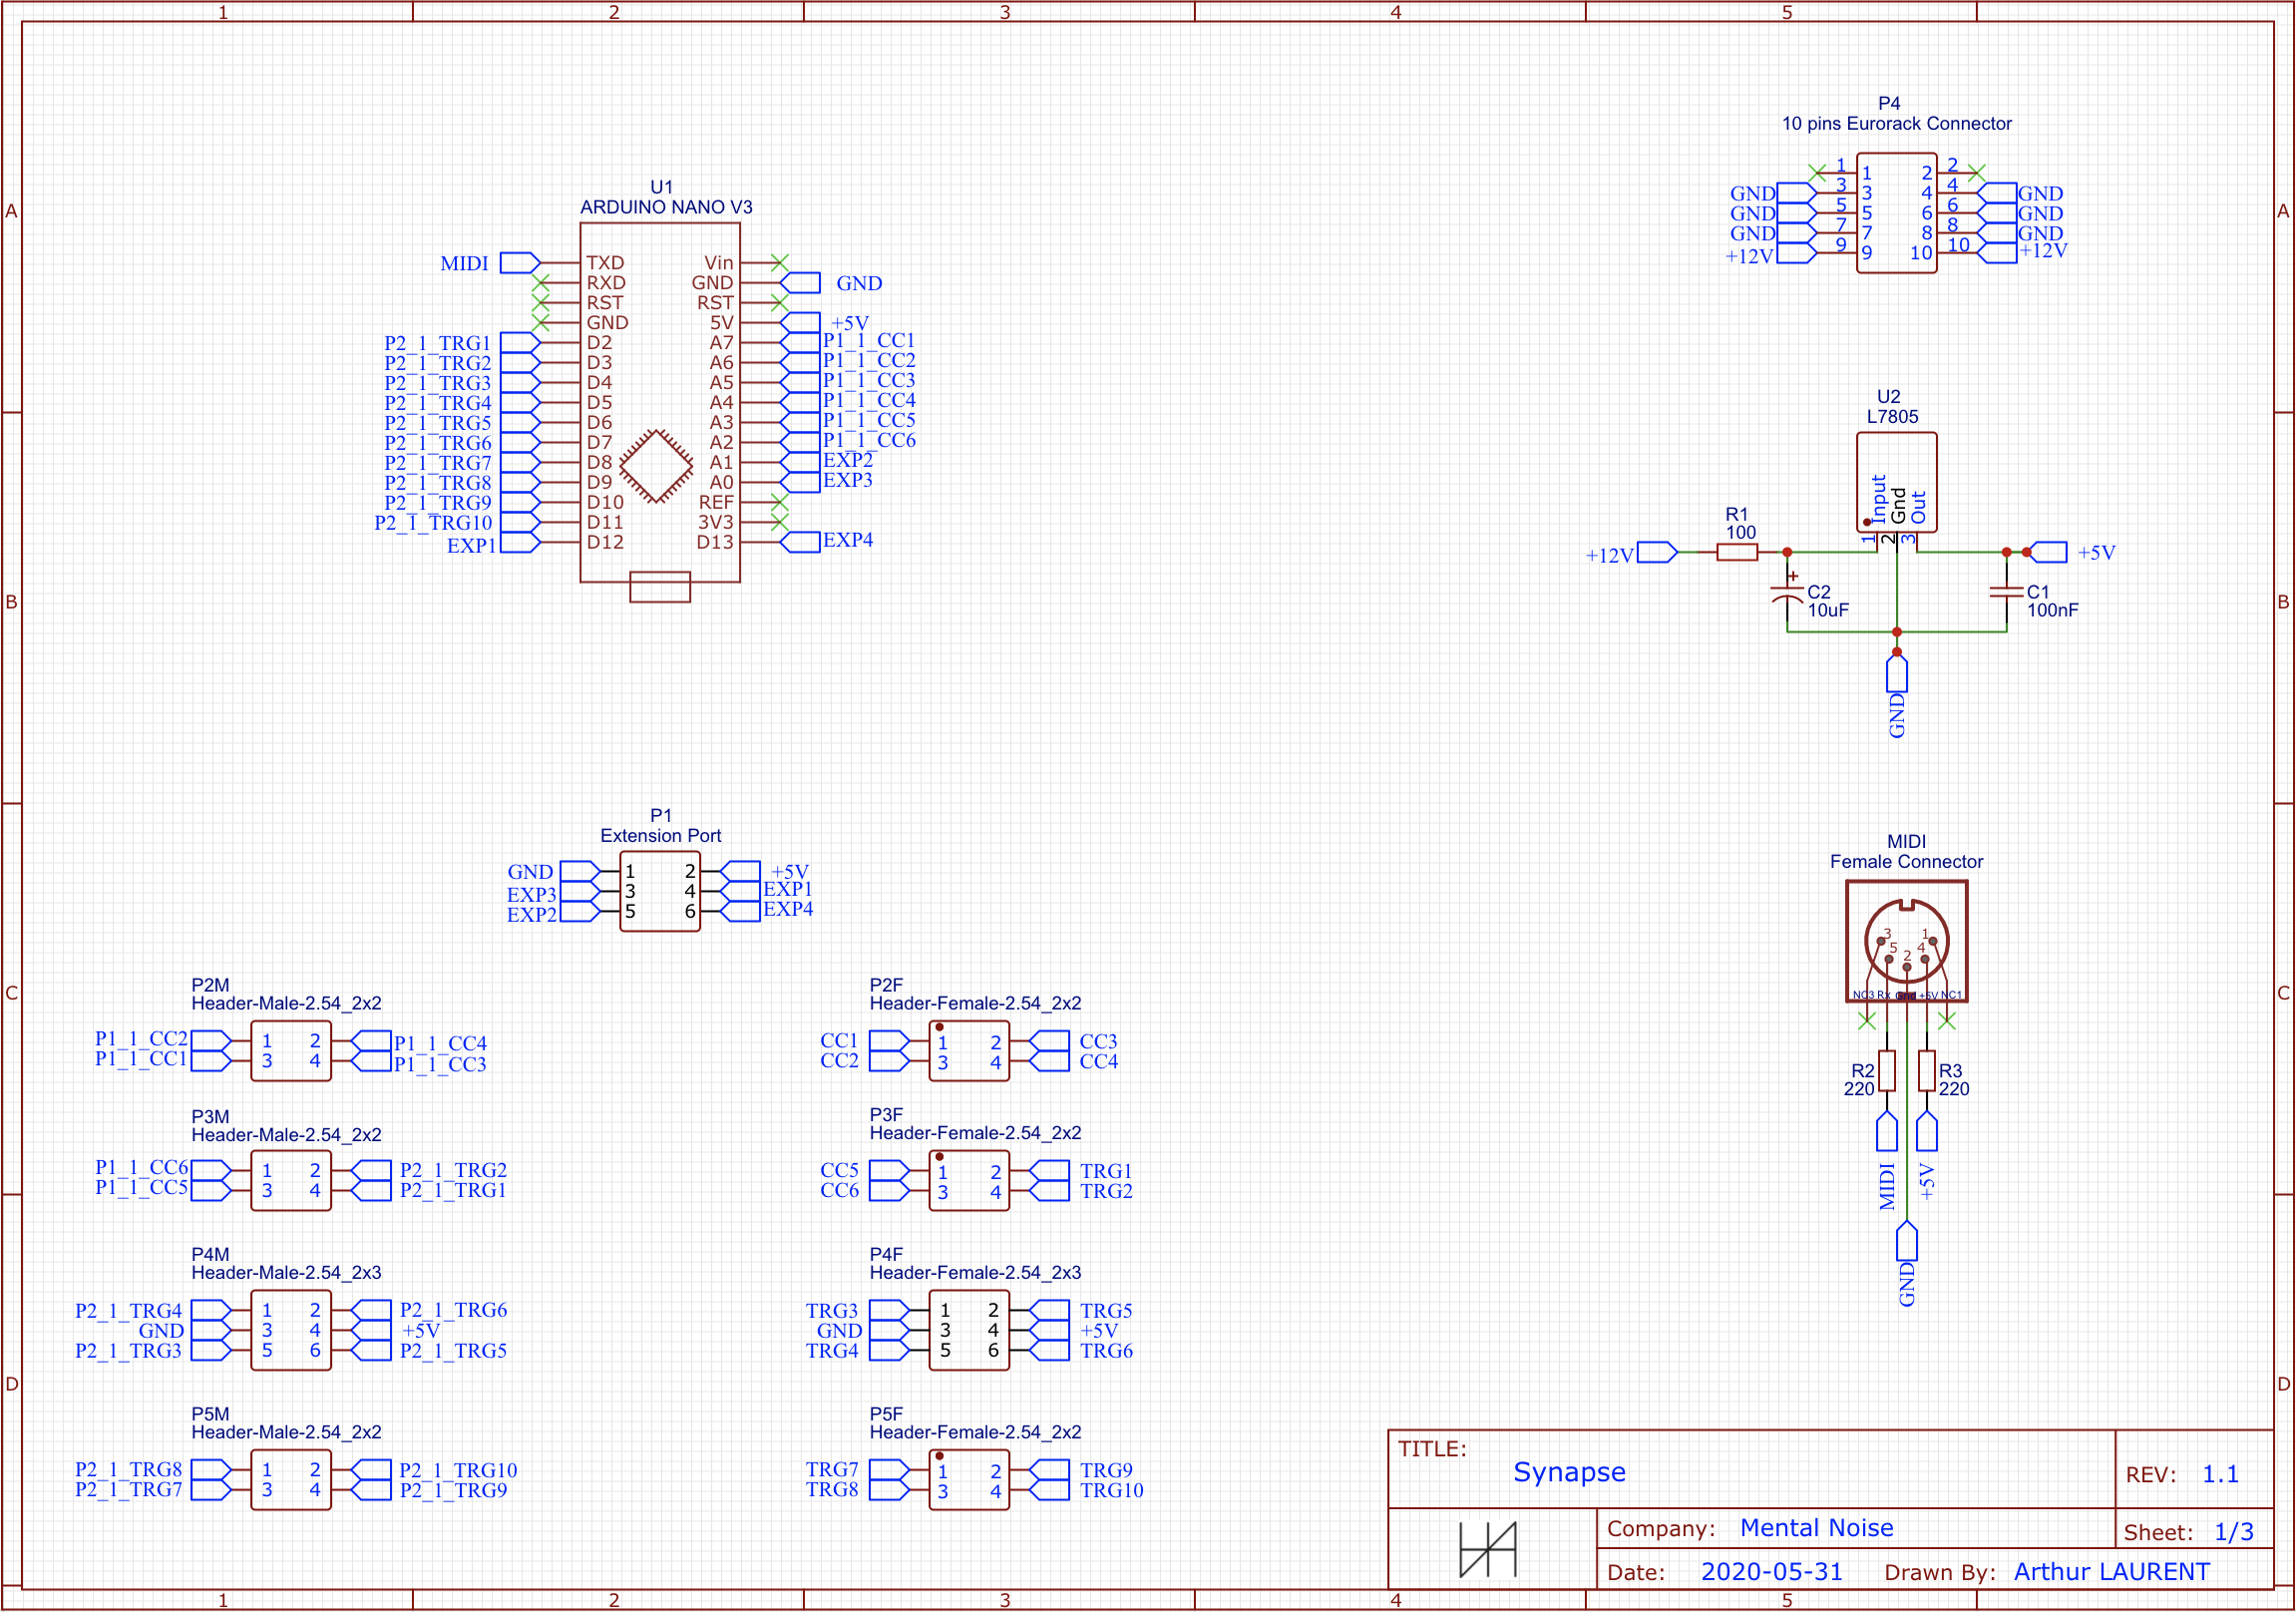 1 2 3 4 5
A A
B B
C C
D D
1 2 3 4 5
U1
ARDUINO NANO V3
MIDI TXD Vin
RXD GND GND
RST RST
GND 5V +5V
P2_1_TRG1 D2 A7 P1_1_CC1
P2_1_TRG2 D3 A6 P1_1_CC2
P2_1_TRG3 D4 A5 P1_1_CC3
P2_1_TRG4 D5 A4 P1_1_CC4
P2_1_TRG5 D6 A3 P1_1_CC5
P2_1_TRG6 D7 A2 P1_1_CC6
P2_1_TRG7 D8 A1 EXP2
P2_1_TRG8 D9 A0 EXP3
P2_1_TRG9 D10 REF
P2_1_TRG10 D11 3V3
EXP1 D12 D13 EXP4
P4
10 pins Eurorack Connector
1 1 2 2
GND 3 3 4 4 GND
GND 5 5 6 6 GND
GND 7 7 8 8 GND
+12V 9 9 10 10 +12V
U2
L7805
Input Gnd Out
1 2 3
R1
100
+12V +5V
+
C2
10uF
C1
100nF
GND
P1
Extension Port
GND 1 2 +5V
EXP3 3 4 EXP1
EXP2 5 6 EXP4
MIDI
Female Connector
3 1
5 4
2
NC3 Rx Gnd +5V NC1
R2
220
R3
220
MIDI +5V
GND
P2M
Header-Male-2.54_2x2
P1_1_CC2 1 2 P1_1_CC4
P1_1_CC1 3 4 P1_1_CC3
P2F
Header-Female-2.54_2x2
CC1 1 2 CC3
CC2 3 4 CC4
P3M
Header-Male-2.54_2x2
P1_1_CC6 1 2 P2_1_TRG2
P1_1_CC5 3 4 P2_1_TRG1
P3F
Header-Female-2.54_2x2
CC5 1 2 TRG1
CC6 3 4 TRG2
P4M
Header-Male-2.54_2x3
P2_1_TRG4 1 2 P2_1_TRG6
GND 3 4 +5V
P2_1_TRG3 5 6 P2_1_TRG5
P4F
Header-Female-2.54_2x3
TRG3 1 2 TRG5
GND 3 4 +5V
TRG4 5 6 TRG6
P5M
Header-Male-2.54_2x2
P2_1_TRG8 1 2 P2_1_TRG10
P2_1_TRG7 3 4 P2_1_TRG9
P5F
Header-Female-2.54_2x2
TRG7 1 2 TRG9
TRG8 3 4 TRG10
TITLE:
Synapse
REV: 1.1
Company: Mental Noise
Sheet: 1/3
Date: 2020-05-31 Drawn By: Arthur LAURENT